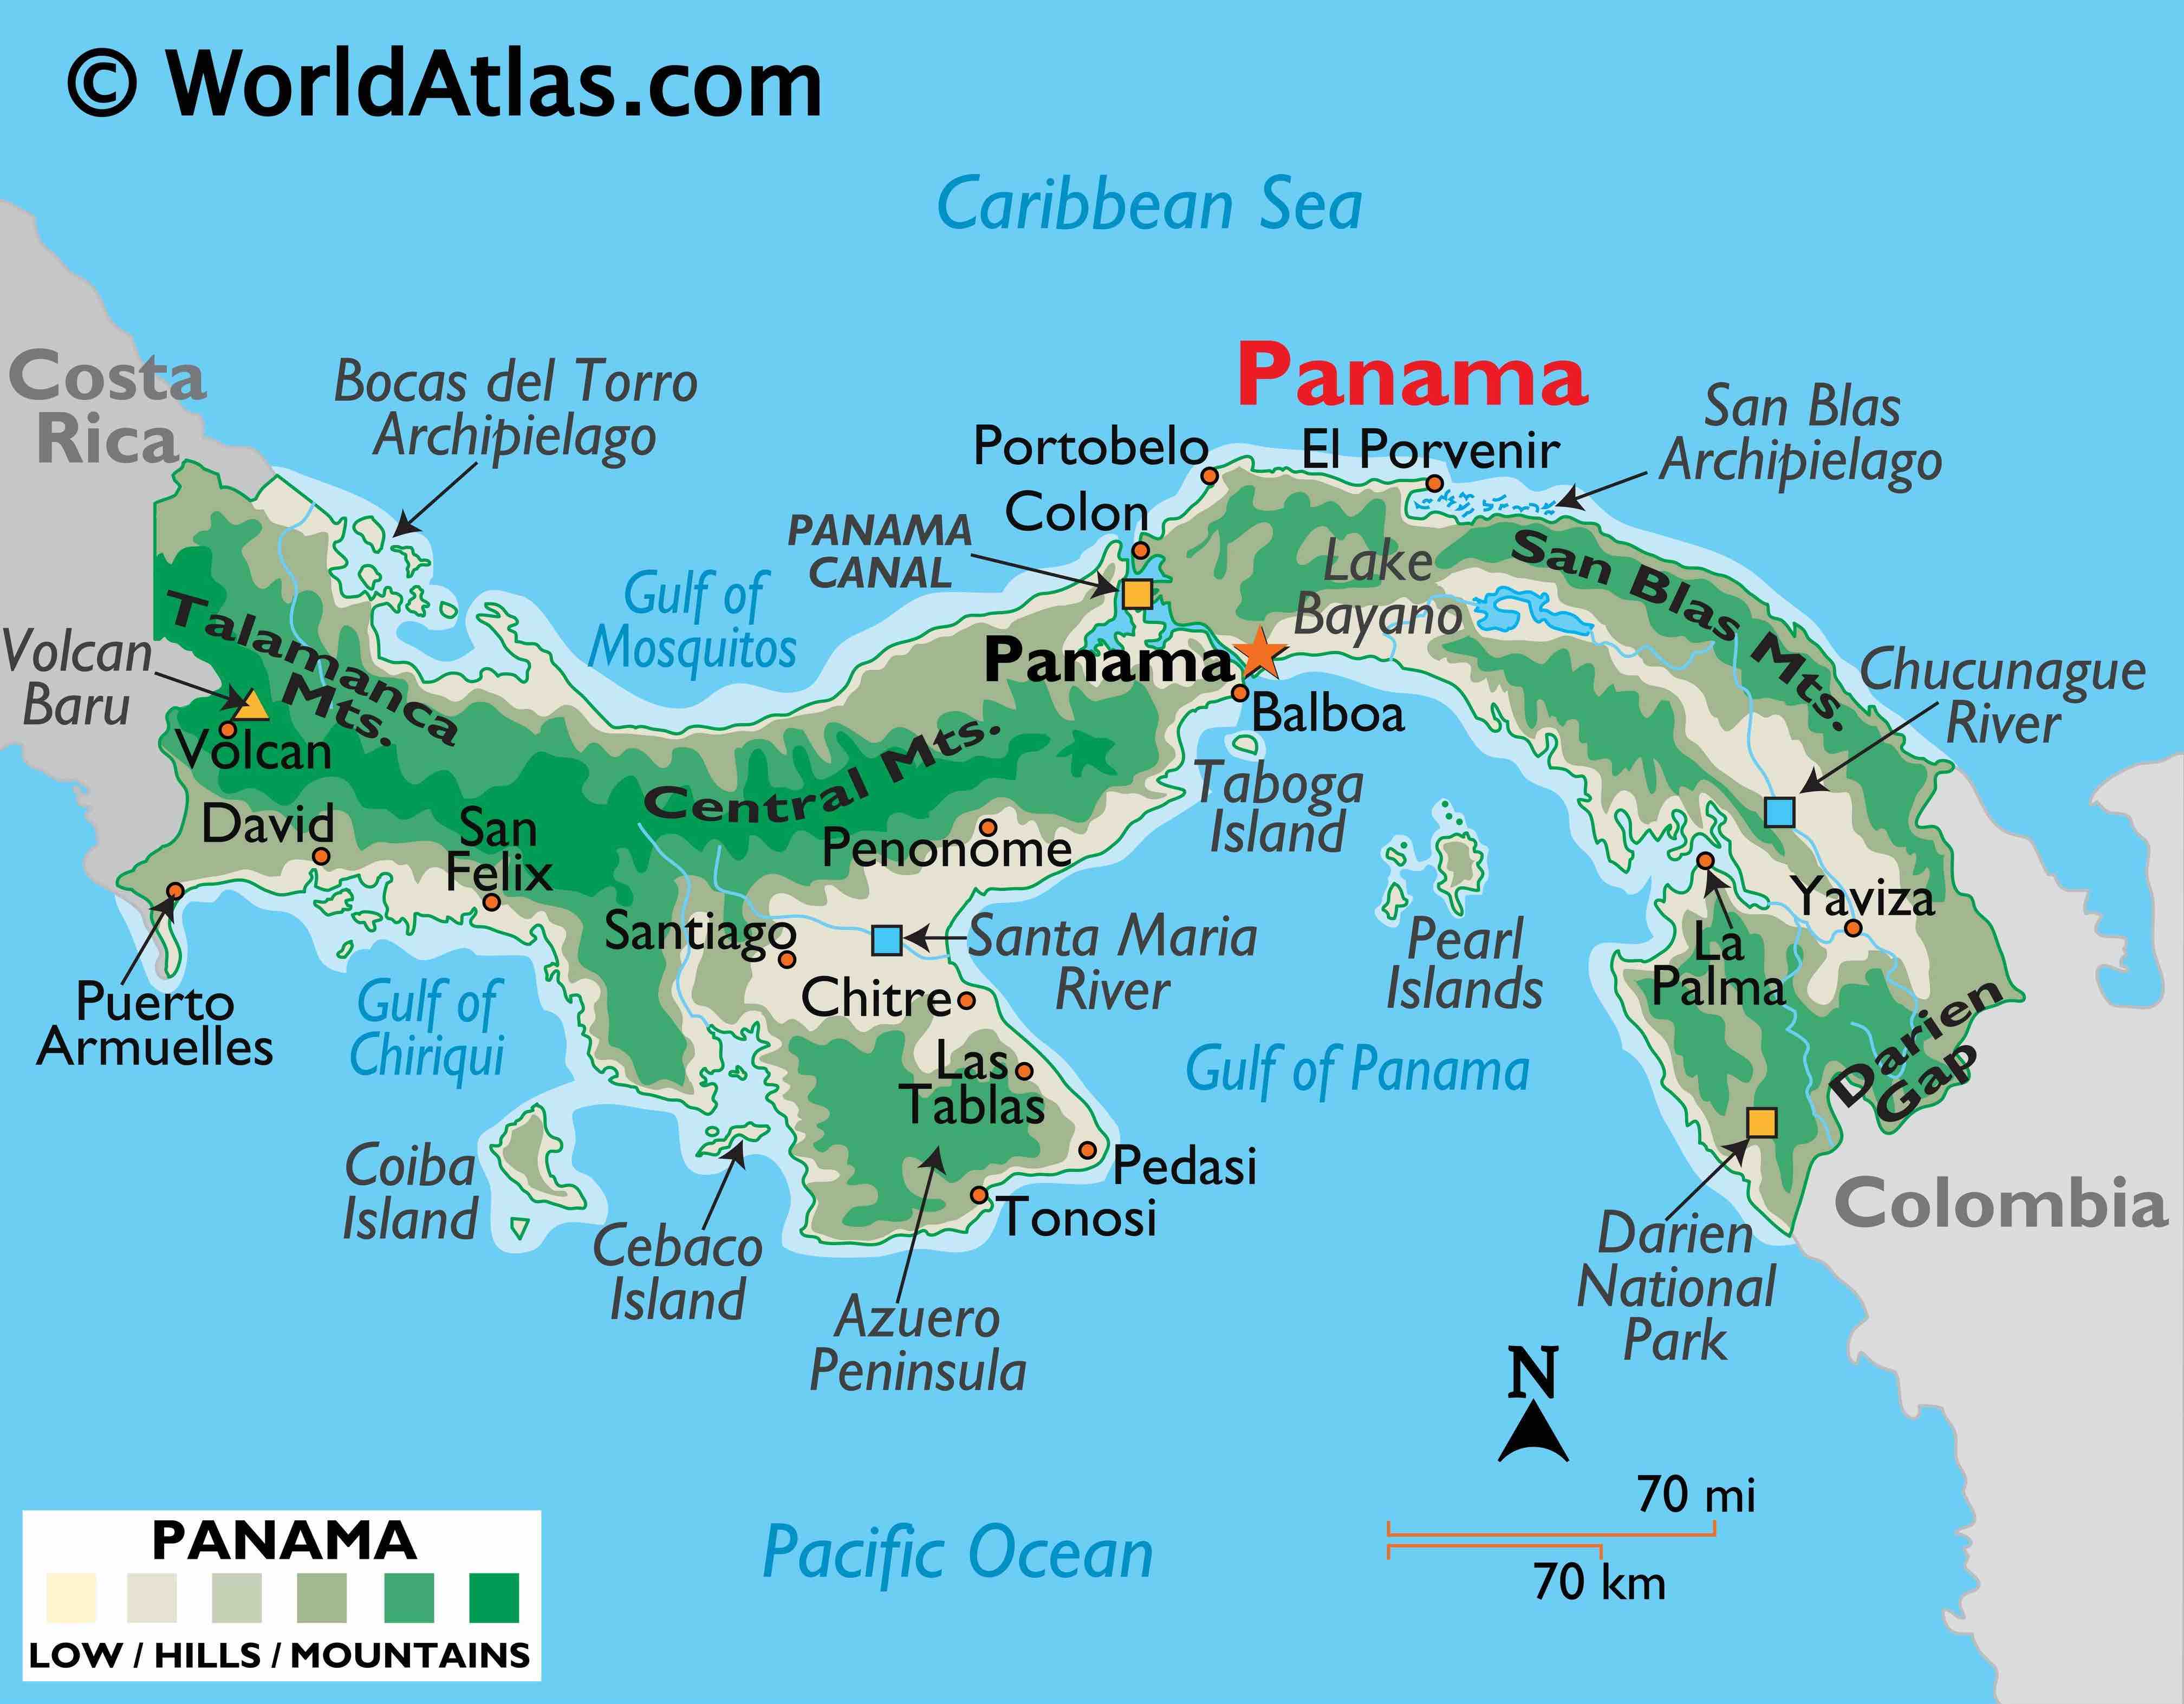 © WorldAtlas.com
Caribbean Sea
Costa
Rica
Bocas del Torro
Archipielago
Panama
San Blas
Archipielago
Portobelo
El Porvenir
Colon
PANAMA
CANAL
Lake
Bayano
San Blas Mts.
Gulf of
Mosquitos
Talamanca
Mts.
Volcan
Baru
Volcan
Panama
Balboa
Chucunague
River
Central Mts.
Taboga
Island
David
San
Felix
Penonome
Santiago
Santa Maria
River
Pearl
Islands
Yaviza
La
Palma
Puerto
Armuelles
Gulf of
Chiriqui
Chitre
Las
Tablas
Gulf of Panama
Darien
Gap
Coiba
Island
Pedasi
Tonosi
Cebaco
Island
Azuero
Peninsula
Colombia
Darien
National
Park
N
70 mi
70 km
Pacific Ocean
PANAMA
LOW / HILLS / MOUNTAINS